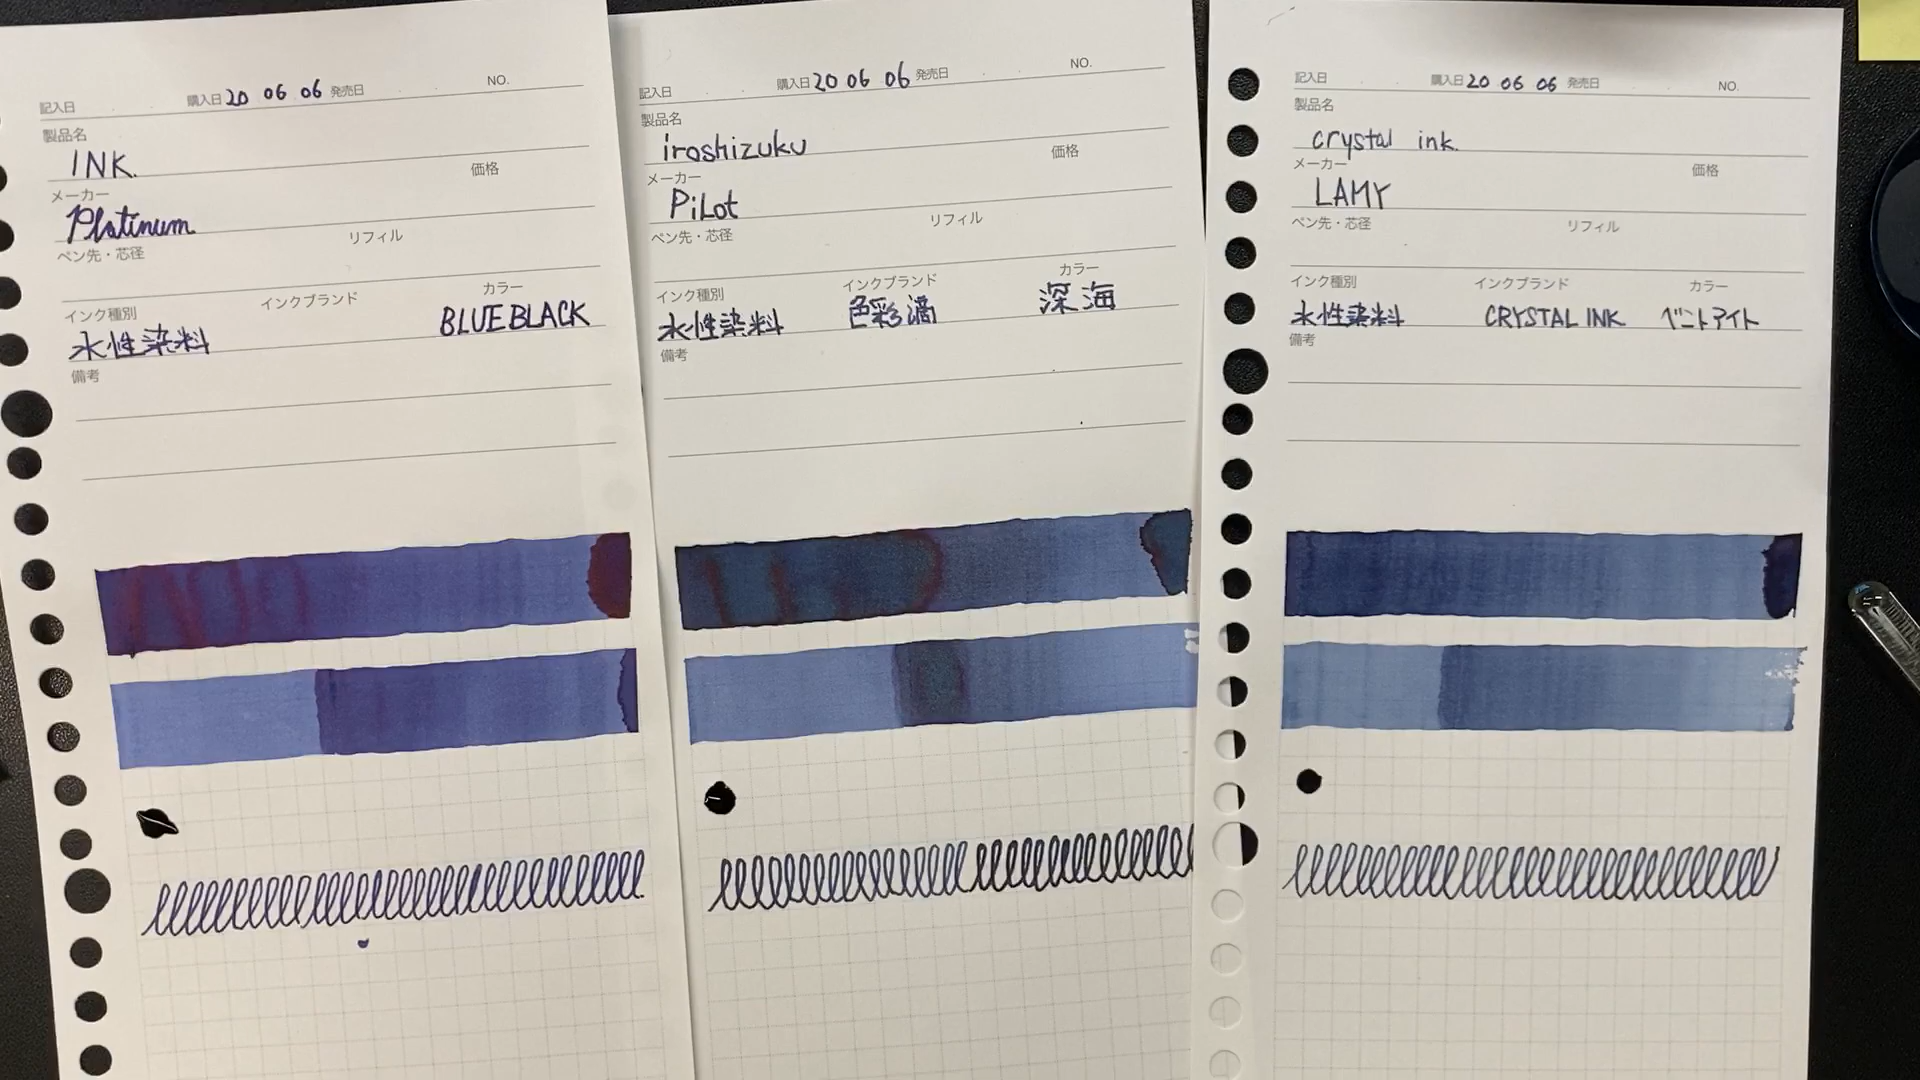 記入日 . . 購入日 20 06 06 発売日 . . NO.
製品名
INK.
価格
メーカー
Platinum
ペン先・芯径 リフィル
インク種別 インクブランド カラー
水性染料 BLUEBLACK
備考
記入日 . . 購入日 20 06 06 発売日 . . NO.
製品名
iroshizuku
価格
メーカー
PiLot
ペン先・芯径 リフィル
インク種別 インクブランド カラー
水性染料 色彩滴 深海
備考
記入日 . . 購入日 20 06 06 発売日 . . NO.
製品名
crystal ink.
メーカー 価格
LAMY
ペン先・芯径 リフィル
インク種別 インクブランド カラー
水性染料 CRYSTAL INK ベニトアイト
備考